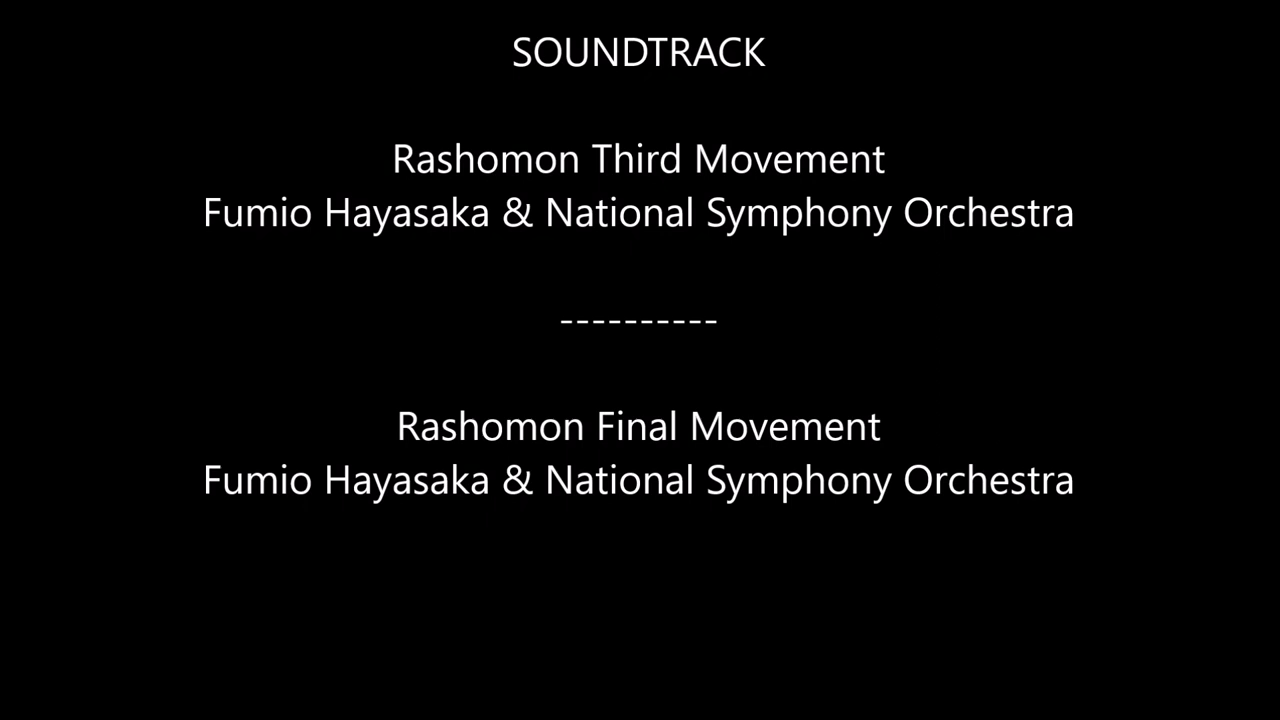 SOUNDTRACK
Rashomon Third Movement
Fumio Hayasaka & National Symphony Orchestra
----------
Rashomon Final Movement
Fumio Hayasaka & National Symphony Orchestra